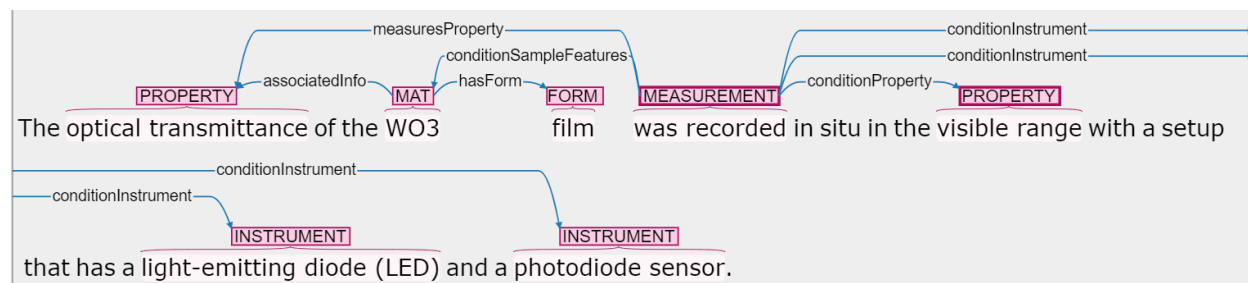 measuresProperty conditionInstrument
conditionSampleFeatures conditionInstrument
associatedInfo hasForm conditionProperty
PROPERTY MAT FORM MEASUREMENT PROPERTY
The optical transmittance of the WO3 film was recorded in situ in the visible range with a setup
conditionInstrument
conditionInstrument
INSTRUMENT INSTRUMENT
that has a light-emitting diode (LED) and a photodiode sensor.